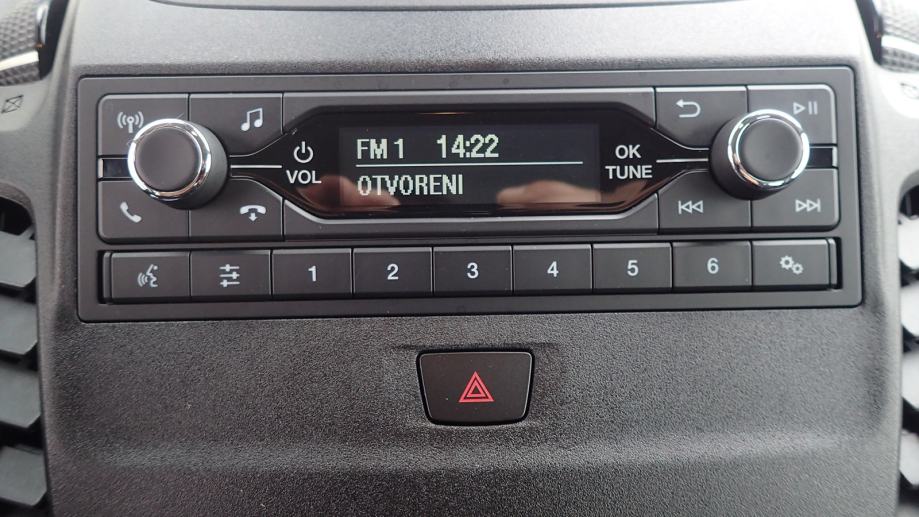 FM 1 14:22
OTVORENI
VOL
OK
TUNE
1 2 3 4 5 6